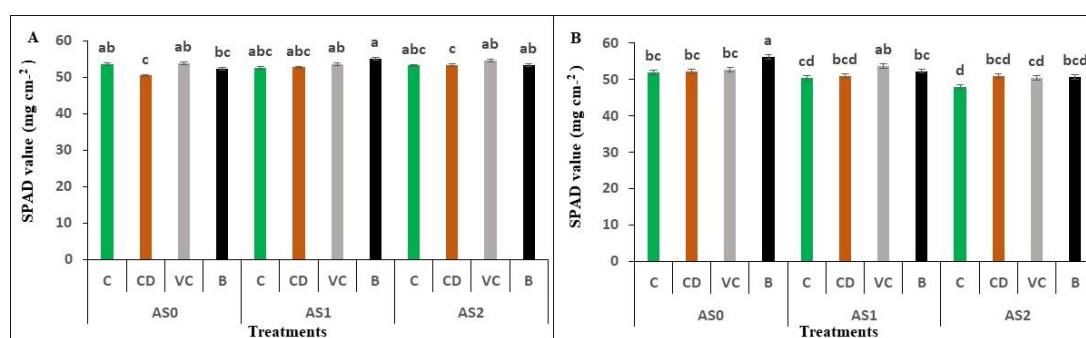 A
SPAD value (mg cm-2 )
60
50
40
30
20
10
0
ab c ab bc abc abc ab a abc c ab ab
C CD VC B C CD VC B C CD VC B
AS0 AS1 AS2
Treatments
B
SPAD value (mg cm-2 )
60
50
40
30
20
10
0
bc bc bc a cd bcd ab bc d bcd cd bcd
C CD VC B C CD VC B C CD VC B
AS0 AS1 AS2
Treatments